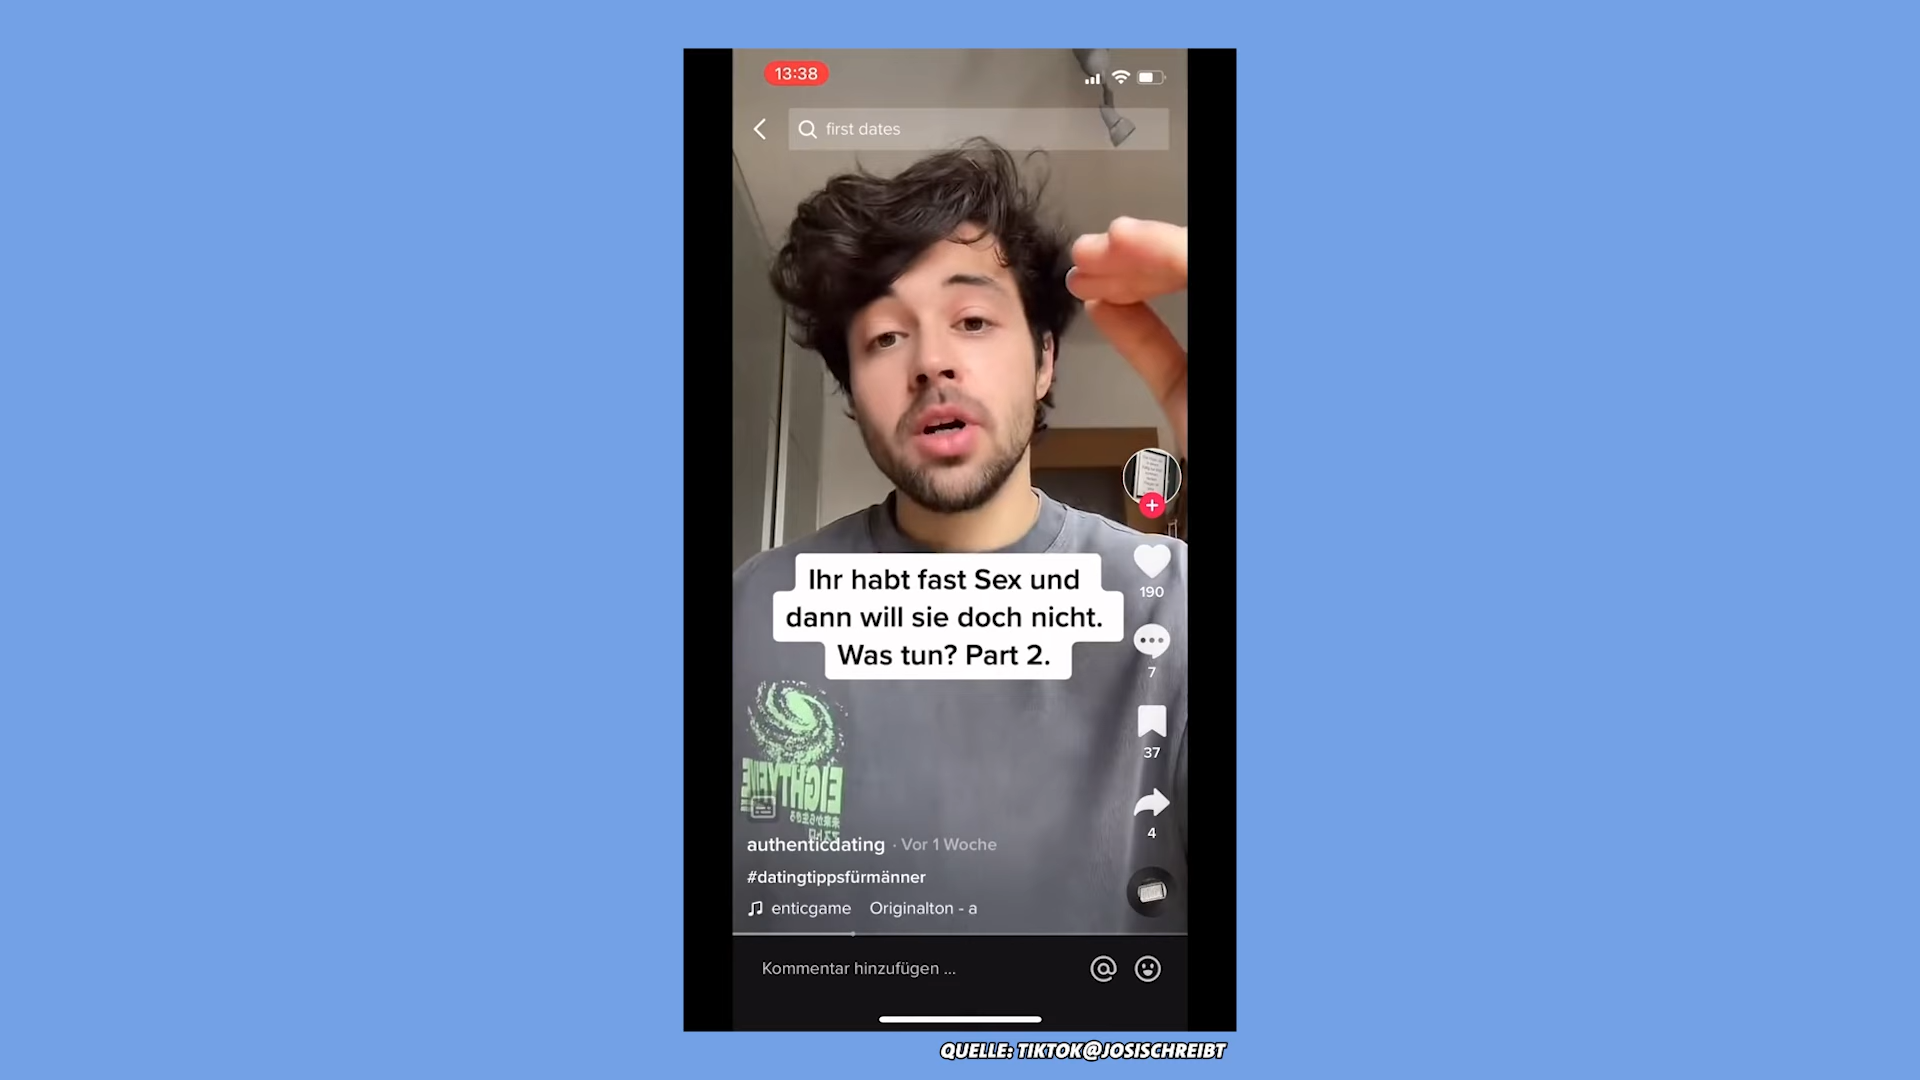 13:38
first dates
Ihr habt fast Sex und
dann will sie doch nicht.
Was tun? Part 2.
190
7
37
4
EIGHTYFIVE
authenticdating · Vor 1 Woche
#datingtippsfürmänner
enticgame Originalton - a
Kommentar hinzufügen ...
QUELLE: TIKTOK@JOSISCHREIBT